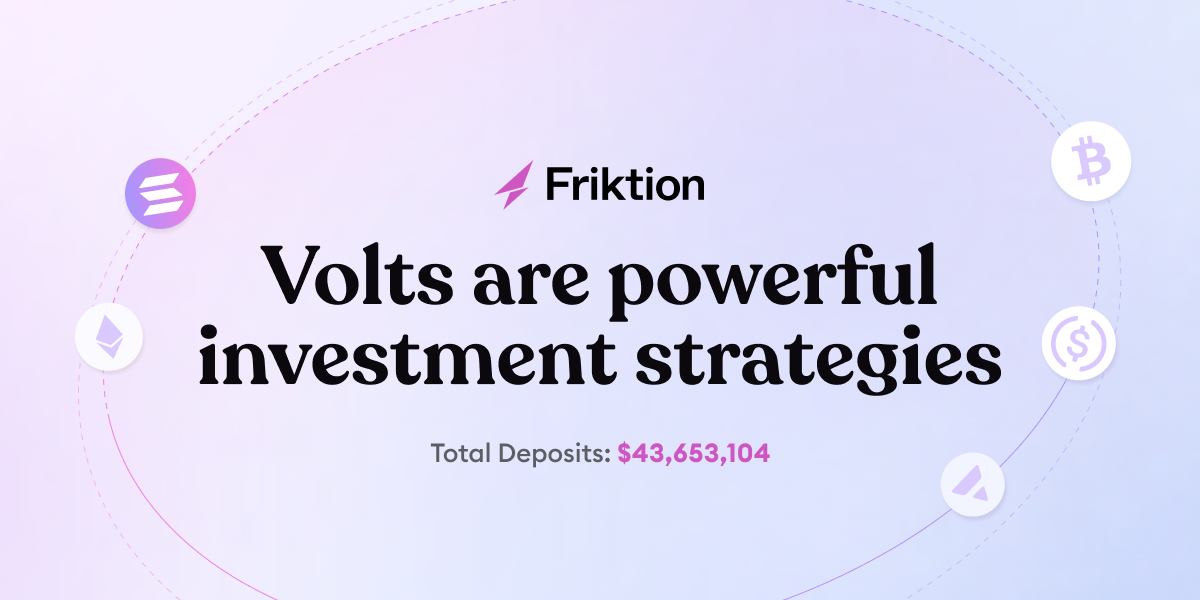 Friktion
Volts are powerful
investment strategies
Total Deposits: $43,653,104